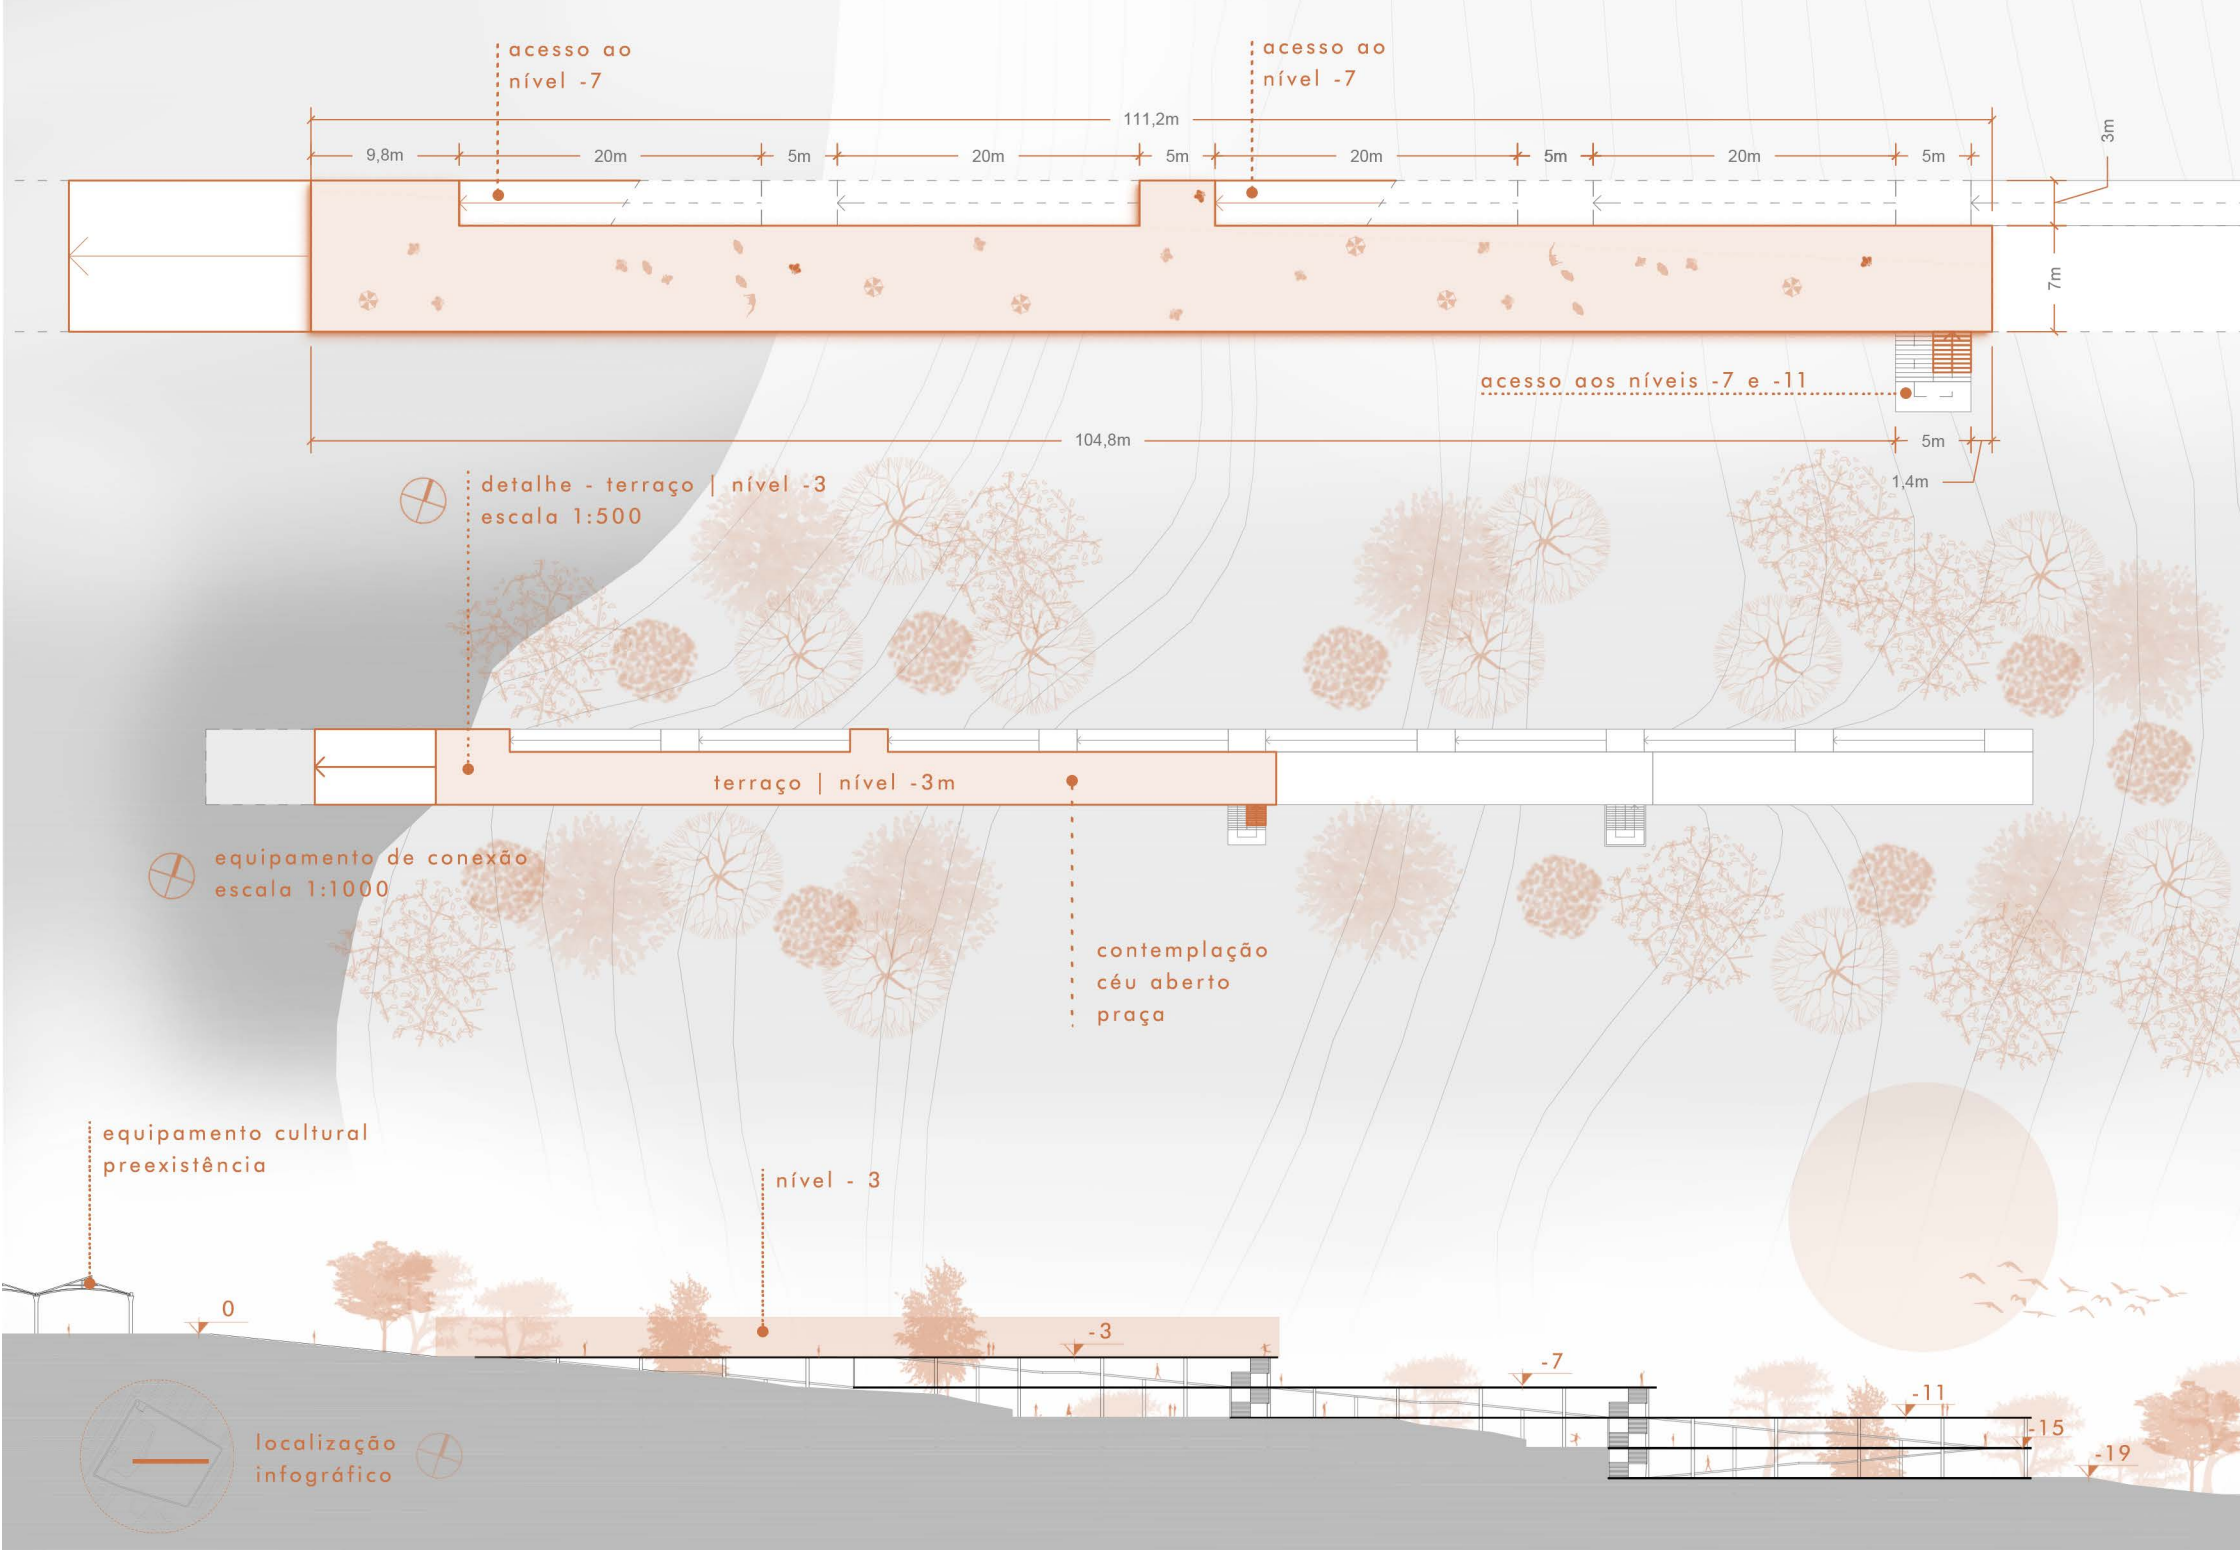 acesso ao
nível -7
acesso ao
nível -7
111,2m
9,8m
20m
5m
20m
5m
20m
5m
20m
5m
3m
7m
acesso aos níveis -7 e -11
104,8m
5m
1,4m
detalhe - terraço | nível -3
escala 1:500
terraço | nível -3m
equipamento de conexão
escala 1:1000
contemplação
céu aberto
praça
equipamento cultural
preexistência
nível - 3
0
-3
-7
-11
-15
-19
localização
infográfico